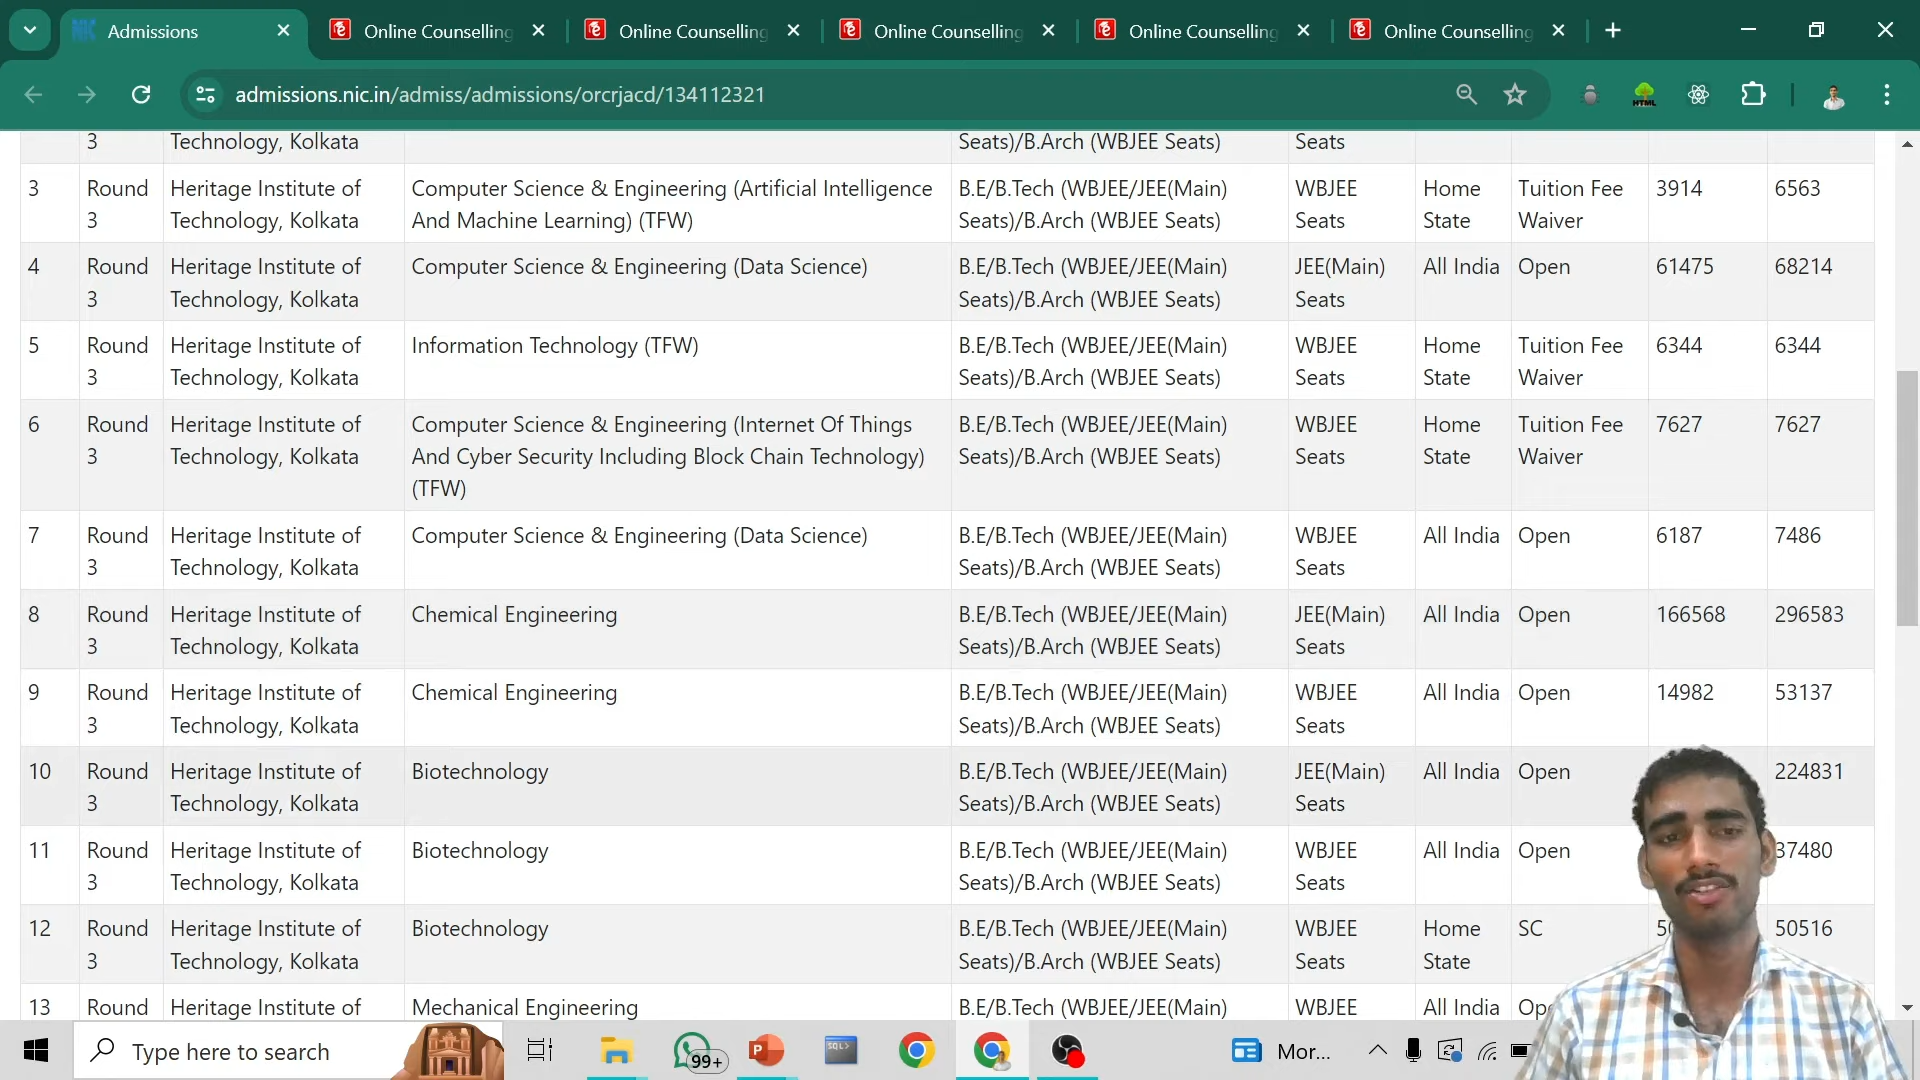 Admissions
Online Counselling
Online Counselling
Online Counselling
Online Counselling
Online Counselling
admissions.nic.in/admiss/admissions/orcrjacd/134112321
3 Technology, Kolkata Seats)/B.Arch (WBJEE Seats) Seats
3 Round Heritage Institute of Computer Science & Engineering (Artificial Intelligence B.E/B.Tech (WBJEE/JEE(Main) WBJEE Home Tuition Fee 3914 6563
3 Technology, Kolkata And Machine Learning) (TFW) Seats)/B.Arch (WBJEE Seats) Seats State Waiver
4 Round Heritage Institute of Computer Science & Engineering (Data Science) B.E/B.Tech (WBJEE/JEE(Main) JEE(Main) All India Open 61475 68214
3 Technology, Kolkata Seats)/B.Arch (WBJEE Seats) Seats
5 Round Heritage Institute of Information Technology (TFW) B.E/B.Tech (WBJEE/JEE(Main) WBJEE Home Tuition Fee 6344 6344
3 Technology, Kolkata Seats)/B.Arch (WBJEE Seats) Seats State Waiver
6 Round Heritage Institute of Computer Science & Engineering (Internet Of Things B.E/B.Tech (WBJEE/JEE(Main) WBJEE Home Tuition Fee 7627 7627
3 Technology, Kolkata And Cyber Security Including Block Chain Technology) Seats)/B.Arch (WBJEE Seats) Seats State Waiver
(TFW)
7 Round Heritage Institute of Computer Science & Engineering (Data Science) B.E/B.Tech (WBJEE/JEE(Main) WBJEE All India Open 6187 7486
3 Technology, Kolkata Seats)/B.Arch (WBJEE Seats) Seats
8 Round Heritage Institute of Chemical Engineering B.E/B.Tech (WBJEE/JEE(Main) JEE(Main) All India Open 166568 296583
3 Technology, Kolkata Seats)/B.Arch (WBJEE Seats) Seats
9 Round Heritage Institute of Chemical Engineering B.E/B.Tech (WBJEE/JEE(Main) WBJEE All India Open 14982 53137
3 Technology, Kolkata Seats)/B.Arch (WBJEE Seats) Seats
10 Round Heritage Institute of Biotechnology B.E/B.Tech (WBJEE/JEE(Main) JEE(Main) All India Open 224831
3 Technology, Kolkata Seats)/B.Arch (WBJEE Seats) Seats
11 Round Heritage Institute of Biotechnology B.E/B.Tech (WBJEE/JEE(Main) WBJEE All India Open 37480
3 Technology, Kolkata Seats)/B.Arch (WBJEE Seats) Seats
12 Round Heritage Institute of Biotechnology B.E/B.Tech (WBJEE/JEE(Main) WBJEE Home SC 50516
3 Technology, Kolkata Seats)/B.Arch (WBJEE Seats) Seats State
13 Round Heritage Institute of Mechanical Engineering B.E/B.Tech (WBJEE/JEE(Main) WBJEE All India
Type here to search 99+ Mor...